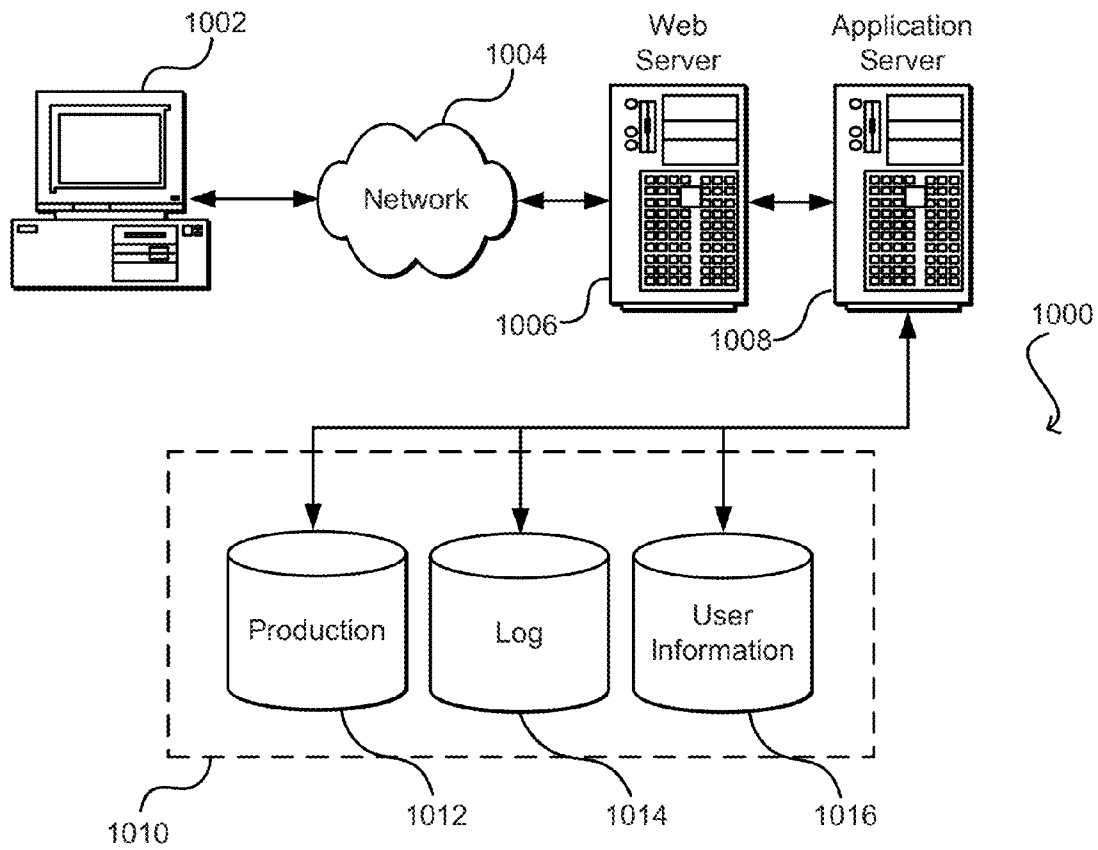 1002
1004
Web
Server
Application
Server
Network
1006
1008
1000
Production
Log
User
Information
1010
1012
1014
1016